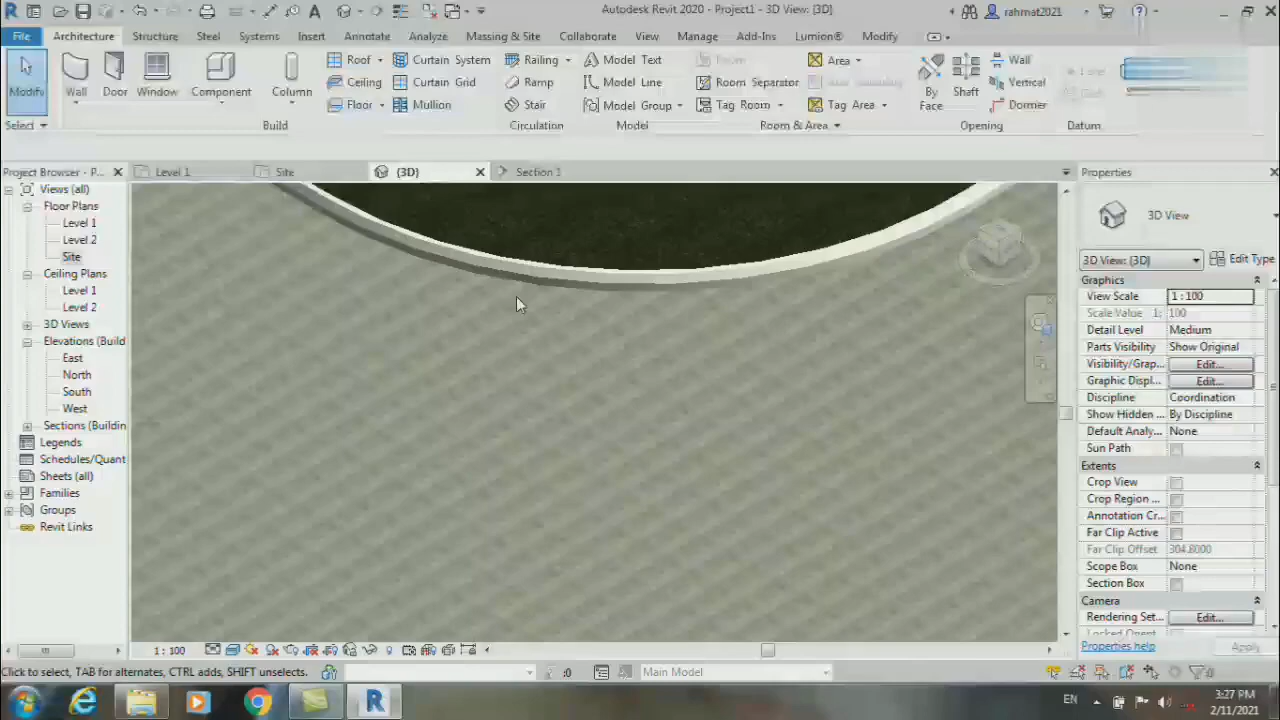 Autodesk Revit 2020 - Project1 - 3D View: {3D}
rahmat2021
File Architecture Structure Steel Systems Insert Annotate Analyze Massing & Site Collaborate View Manage Add-Ins Lumion® Modify
Modify Wall Door Window Component Column
Roof Curtain System Railing Model Text Room Area Wall
Ceiling Curtain Grid Ramp Model Line Room Separator Vertical
Floor Mullion Stair Model Group Tag Room Tag Area Dormer
By Face Shaft
Select Build Circulation Model Room & Area Opening Datum
Project Browser - P... Level 1 Site {3D} Section 1 Properties
Views (all)
Floor Plans
Level 1
Level 2
Site
Ceiling Plans
Level 1
Level 2
3D Views
Elevations (Build
East
North
South
West
Sections (Buildin
Legends
Schedules/Quant
Sheets (all)
Families
Groups
Revit Links
3D View
3D View: {3D} Edit Type
Graphics
View Scale 1 : 100
Scale Value 1: 100
Detail Level Medium
Parts Visibility Show Original
Visibility/Grap... Edit...
Graphic Displ... Edit...
Discipline Coordination
Show Hidden ... By Discipline
Default Analy... None
Sun Path
Extents
Crop View
Crop Region ...
Annotation Cr...
Far Clip Active
Far Clip Offset 304.8000
Scope Box None
Section Box
Camera
Rendering Set... Edit...
Properties help Apply
1 : 100
Click to select, TAB for alternates, CTRL adds, SHIFT unselects. :0 Main Model :0
EN 3:27 PM
2/11/2021